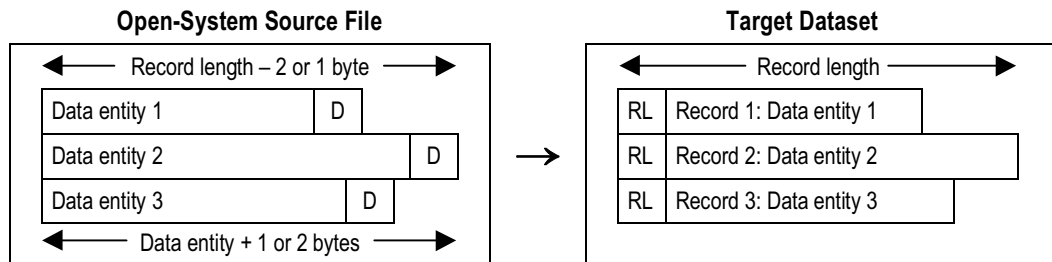 Open-System Source File
Record length – 2 or 1 byte
Data entity 1 D
Data entity 2 D
Data entity 3 D
Data entity + 1 or 2 bytes
Target Dataset
Record length
RL Record 1: Data entity 1
RL Record 2: Data entity 2
RL Record 3: Data entity 3